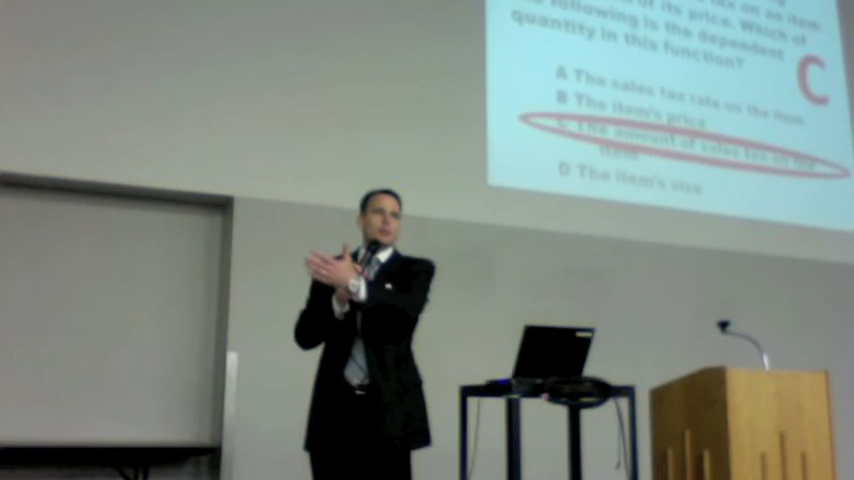 tax on an item
of its price. Which of
following is the dependent
quantity in this function?
C
A The sales tax rate on the item
B The item's price
C The amount of sales tax on the
item
D The item's size